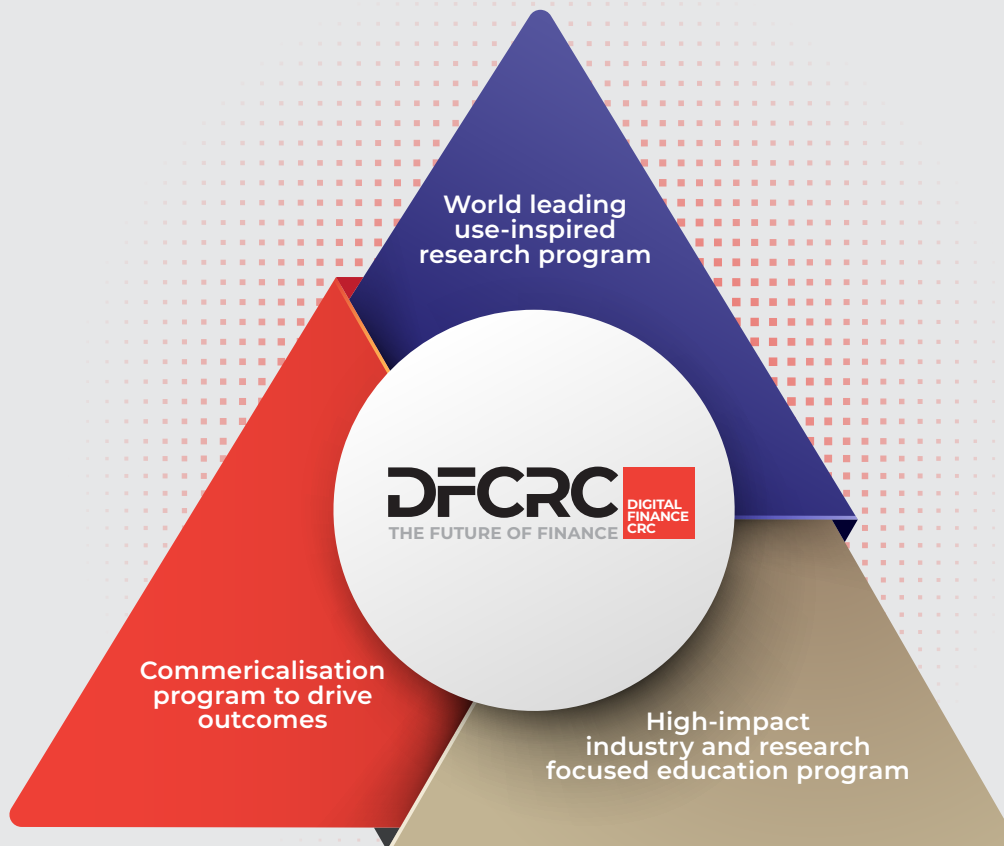 World leading
use-inspired
research program
DFCRC
THE FUTURE OF FINANCE
DIGITAL
FINANCE
CRC
Commericalisation
program to drive
outcomes
High-impact
industry and research
focused education program